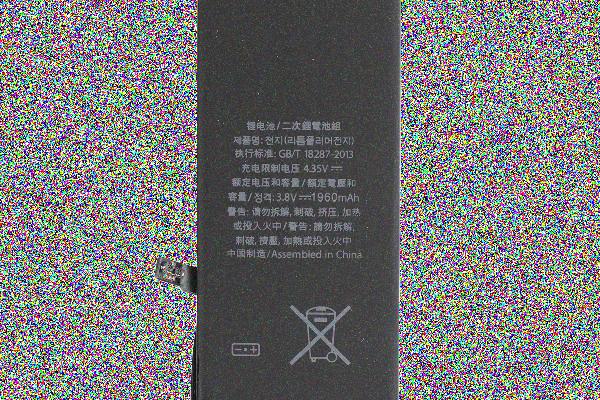 锂电池/二次鋰電池組
제품명: 전지(리튬폴리머전지)
执行标准: GB/T 18287-2013
充电限制电压 4.35V
额定电压和容量/額定電壓和
容量/정격: 3.8V 1960mAh
警告: 请勿拆解, 刺破, 挤压, 加热
或投入火中/警告: 請勿拆解,
刺破, 擠壓, 加熱或投入火中
中国制造/Assembled in China